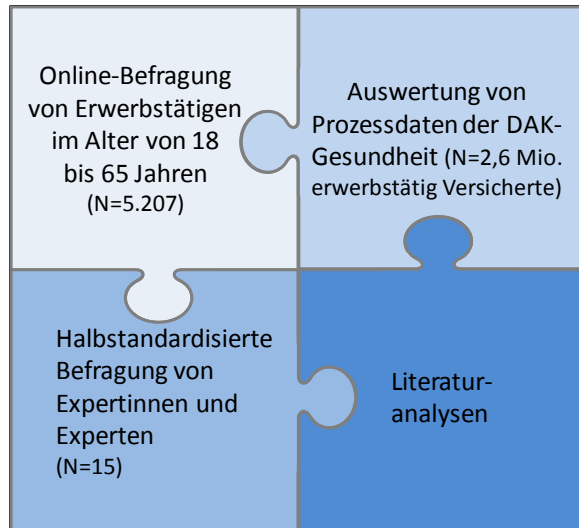 Online-Befragung
von Erwerbstätigen
im Alter von 18
bis 65 Jahren
(N=5.207)
Auswertung von
Prozessdaten der DAK-
Gesundheit (N=2,6 Mio.
erwerbstätig Versicherte)
Halbstandardisierte
Befragung von
Expertinnen und
Experten
(N=15)
Literatur-
analysen